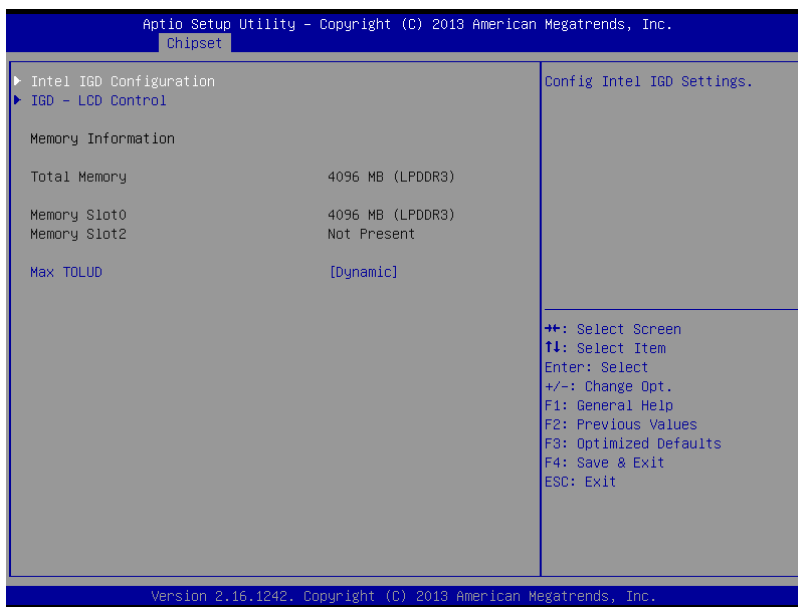 Aptio Setup Utility – Copyright (C) 2013 American Megatrends, Inc.
Chipset
▶ Intel IGD Configuration
▶ IGD – LCD Control
Memory Information
Total Memory 4096 MB (LPDDR3)
Memory Slot0 4096 MB (LPDDR3)
Memory Slot2 Not Present
Max TOLUD [Dynamic]
Config Intel IGD Settings.
→←: Select Screen
↑↓: Select Item
Enter: Select
+/-: Change Opt.
F1: General Help
F2: Previous Values
F3: Optimized Defaults
F4: Save & Exit
ESC: Exit
Version 2.16.1242. Copyright (C) 2013 American Megatrends, Inc.